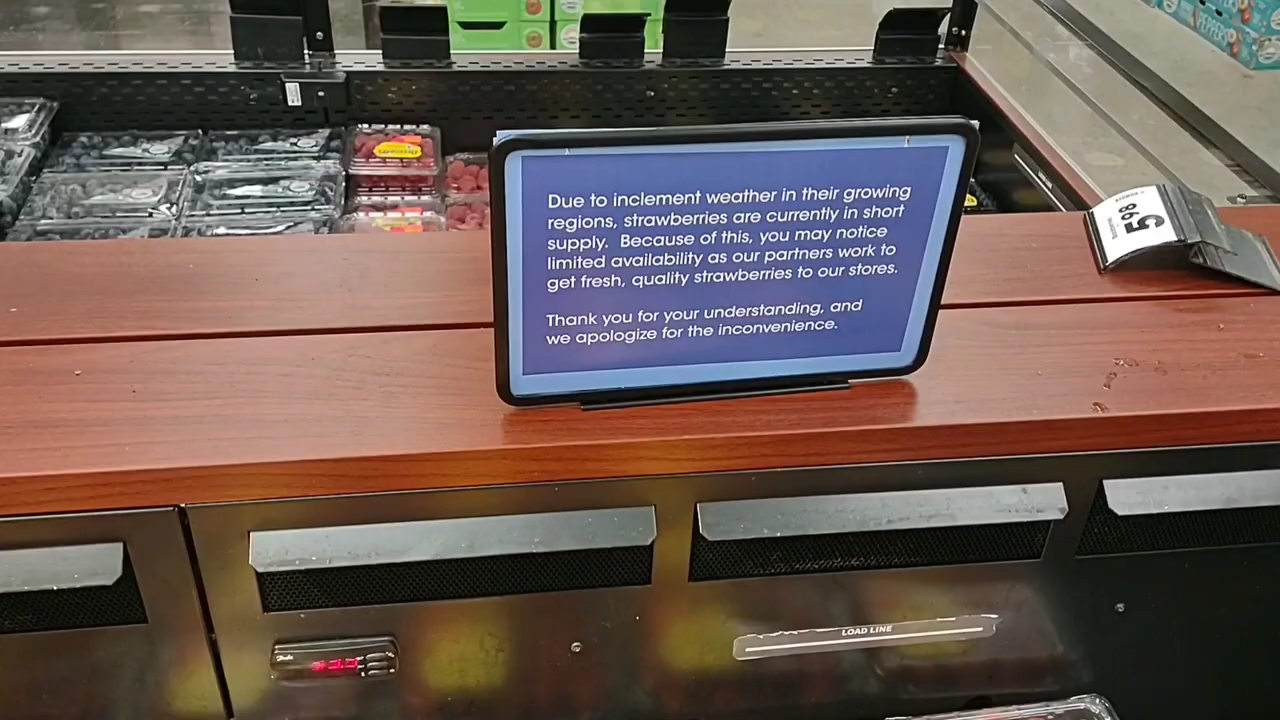 Due to inclement weather in their growing
regions, strawberries are currently in short
supply. Because of this, you may notice
limited availability as our partners work to
get fresh, quality strawberries to our stores.
Thank you for your understanding, and
we apologize for the inconvenience.
5.98
LOAD LINE